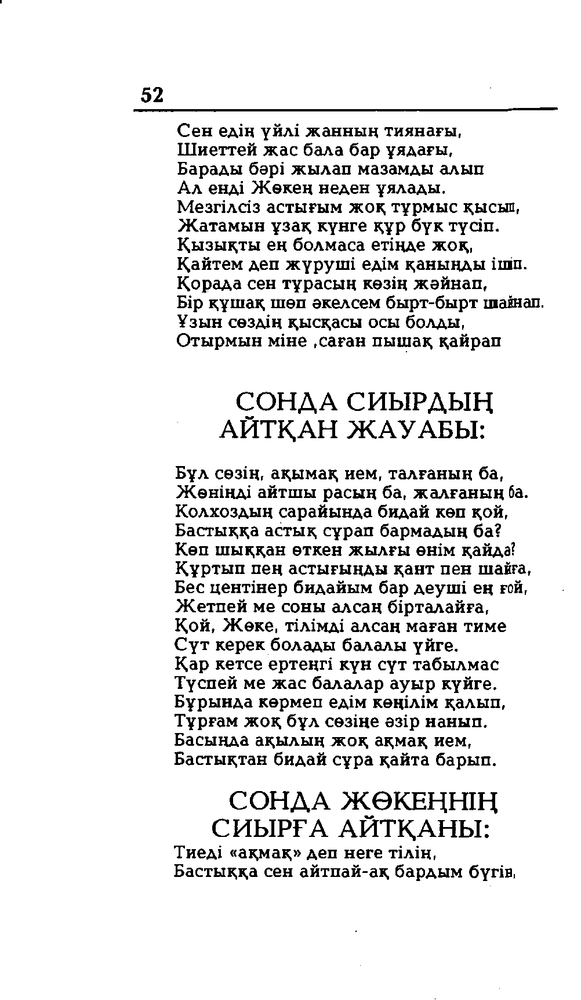 52
Сен едің үйлі жанның тиянағы,
Шиеттей жас бала бар ұядағы,
Барады бәрі жылап мазамды алып
Ал енді Жөкең неден ұялады.
Мезгілсіз астығым жоқ тұрмыс қысып,
Жатамын ұзақ күнге құр бүк түсіп.
Қызықты ең болмаса етіңде жоқ,
Қайтем деп жүруші едім қаныңды ішіп.
Қорада сен тұрасың көзің жәйнап,
Бір құшақ шөп әкелсем бырт-бырт шайнап.
Ұзын сөздің қысқасы осы болды,
Отырмын міне ,саған пышақ қайрап
СОНДА СИЫРДЫҢ
АЙТҚАН ЖАУАБЫ:
Бұл сөзің, ақымақ ием, талғаның ба,
Жөніңді айтшы расың ба, жалғаның ба.
Колхоздың сарайында бидай көп қой,
Бастыққа астық сұрап бармадың ба?
Көп шыққан өткен жылғы өнім қайда?
Құртып пең астығыңды қант пен шайға,
Бес центінер бидайым бар деуші ең ғой,
Жетпей ме соны алсаң бірталайға,
Қой, Жөке, тілімді алсаң маған тиме
Сүт керек болады балалы үйге.
Қар кетсе ертеңгі күн сүт табылмас
Түспей ме жас балалар ауыр күйге.
Бұрында көрмеп едім көңілім қалып,
Тұрғам жоқ бұл сөзіңе әзір нанып.
Басыңда ақылың жоқ ақмақ ием,
Бастықтан бидай сұра қайта барып.
СОНДА ЖӨКЕҢНІҢ
СИЫРҒА АЙТҚАНЫ:
Тиеді «ақмақ» деп неге тілің,
Бастыққа сен айтпай-ақ бардым бүгін,